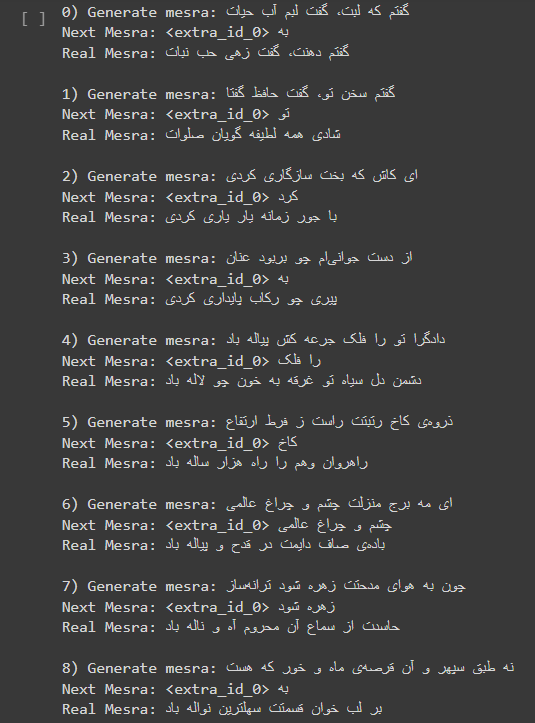 [ ]
0) Generate mesra: گفتم که لبت، گفت لبم آب حیات
Next Mesra: <extra_id_0> به
Real Mesra: گفتم دهنت، گفت زهی حب نبات
1) Generate mesra: گفتم سخن تو، گفت حافظ گفتا
Next Mesra: <extra_id_0> تو
Real Mesra: شادی همه لطیفه گویان صلوات
2) Generate mesra: ای کاش که بخت سازگاری کردی
Next Mesra: <extra_id_0> کرد
Real Mesra: با جور زمانه یار یاری کردی
3) Generate mesra: از دست جوانی‌ام چو بربود عنان
Next Mesra: <extra_id_0> به
Real Mesra: پیری چو رکاب پایداری کردی
4) Generate mesra: دادگرا تو را فلک جرعه کش پیاله باد
Next Mesra: <extra_id_0> را فلک
Real Mesra: دشمن دل سیاه تو غرقه به خون چو لاله باد
5) Generate mesra: ذروه‌ی کاخ رتبتت راست ز فرط ارتفاع
Next Mesra: <extra_id_0> کاخ
Real Mesra: راهروان وهم را راه هزار ساله باد
6) Generate mesra: ای مه برج منزلت چشم و چراغ عالمی
Next Mesra: <extra_id_0> چشم و چراغ عالمی
Real Mesra: باده‌ی صاف دایمت در قدح و پیاله باد
7) Generate mesra: چون به هوای مدحتت زهره شود ترانه‌ساز
Next Mesra: <extra_id_0> زهره شود
Real Mesra: حاسدت از سماع آن محروم آه و ناله باد
8) Generate mesra: نه طبق سپهر و آن قرصه‌ی ماه و خور که هست
Next Mesra: <extra_id_0> به
Real Mesra: بر لب خوان قسمتت سهلترین نواله باد